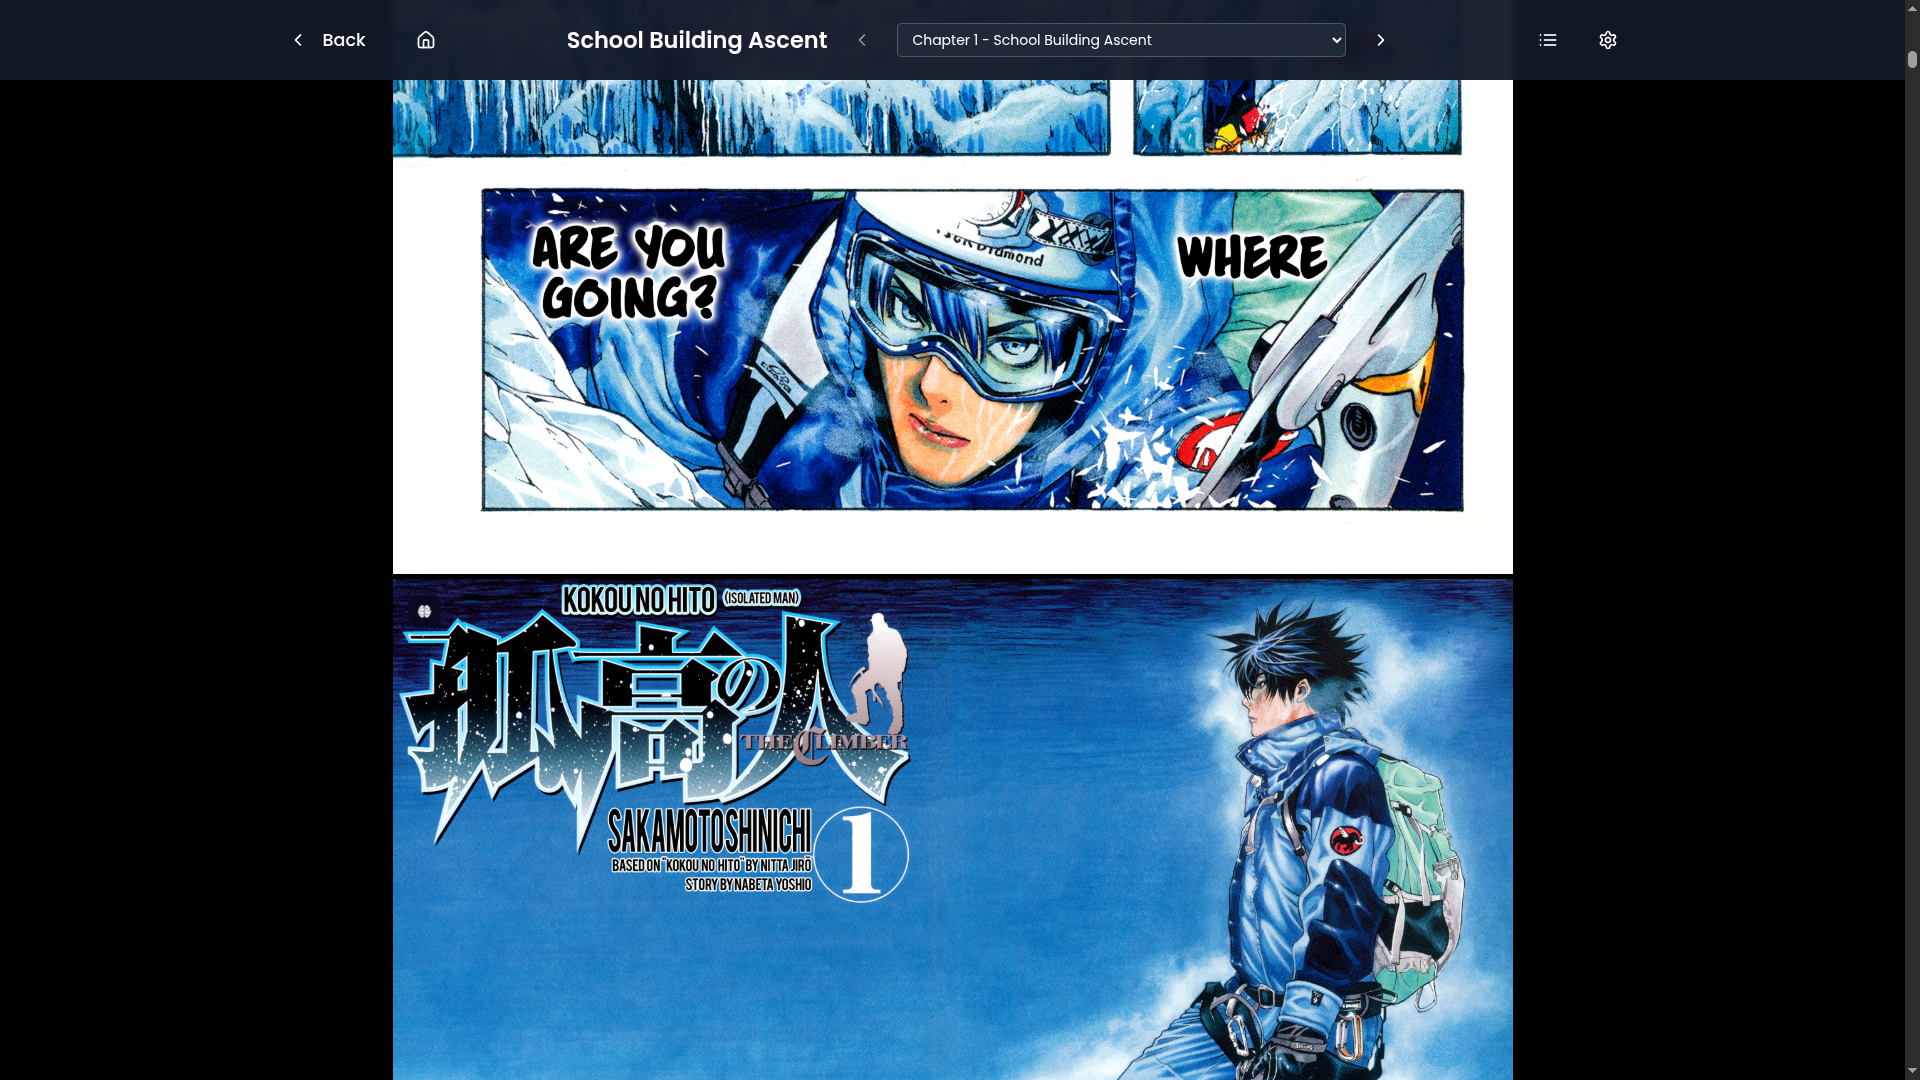 Back
School Building Ascent
Chapter 1 - School Building Ascent
WHERE
ARE YOU
GOING?
Diamond
KOKOU NO HITO (ISOLATED MAN)
孤高の人
THE CLIMBER
SAKAMOTOSHINICHI
BASED ON "KOKOU NO HITO" BY NITTA JIRŌ
STORY BY NABETA YOSHIO
1